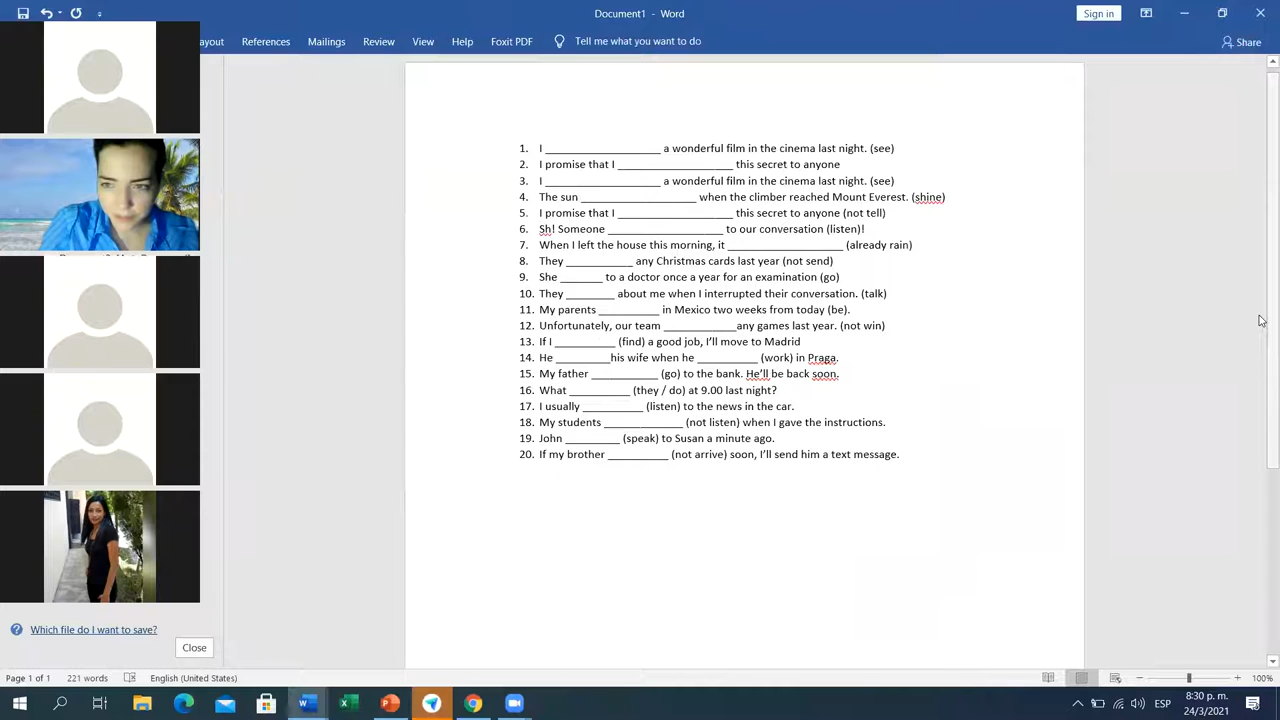 Document1 - Word
Sign in
ayout References Mailings Review View Help Foxit PDF Tell me what you want to do Share
1. I __________________ a wonderful film in the cinema last night. (see)
2. I promise that I __________________ this secret to anyone
3. I __________________ a wonderful film in the cinema last night. (see)
4. The sun __________________ when the climber reached Mount Everest. (shine)
5. I promise that I __________________ this secret to anyone (not tell)
6. Sh! Someone __________________ to our conversation (listen)!
7. When I left the house this morning, it __________________ (already rain)
8. They ___________ any Christmas cards last year (not send)
9. She _______ to a doctor once a year for an examination (go)
10. They ________ about me when I interrupted their conversation. (talk)
11. My parents __________ in Mexico two weeks from today (be).
12. Unfortunately, our team ____________any games last year. (not win)
13. If I __________ (find) a good job, I'll move to Madrid
14. He _________his wife when he __________ (work) in Praga.
15. My father ___________ (go) to the bank. He'll be back soon.
16. What __________ (they / do) at 9.00 last night?
17. I usually __________ (listen) to the news in the car.
18. My students _____________ (not listen) when I gave the instructions.
19. John _________ (speak) to Susan a minute ago.
20. If my brother __________ (not arrive) soon, I'll send him a text message.
Which file do I want to save?
Close
Page 1 of 1 221 words English (United States) 100%
ESP
8:30 p. m.
24/3/2021